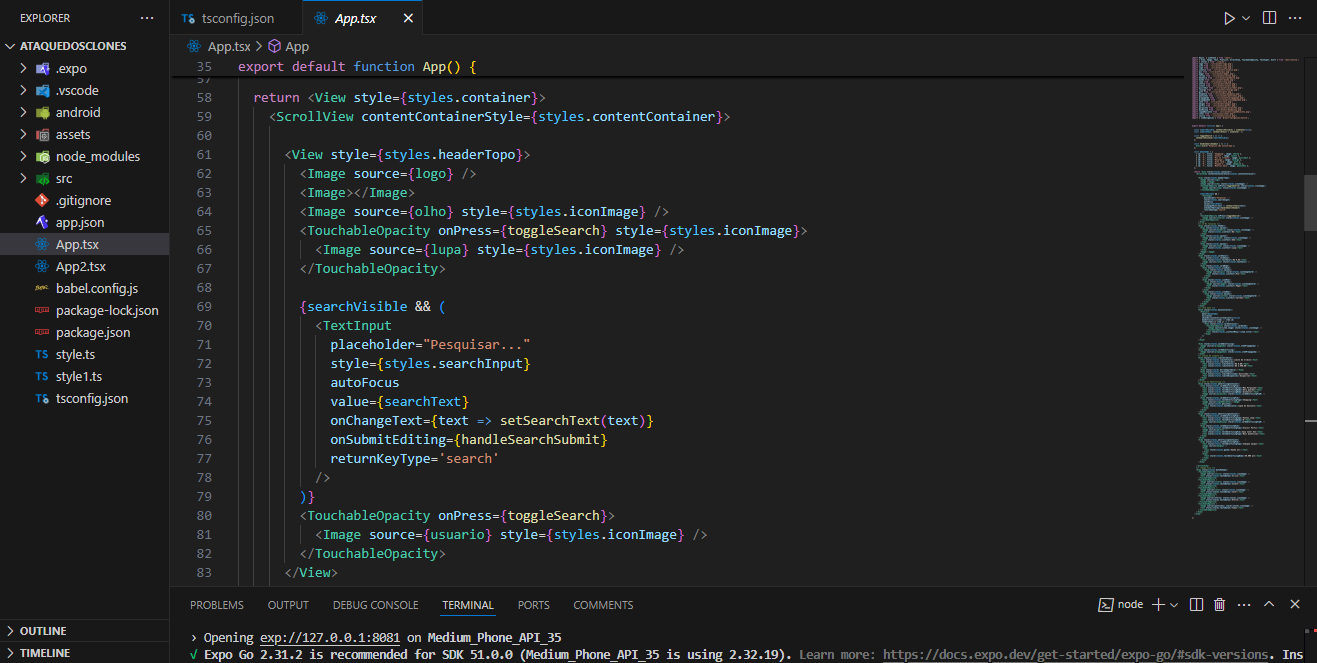 EXPLORER
ATAQUEDOSCLONES
.expo
.vscode
android
assets
node_modules
src
.gitignore
app.json
App.tsx
App2.tsx
babel.config.js
package-lock.json
package.json
TS style.ts
TS style1.ts
TS tsconfig.json
OUTLINE
TIMELINE
TS tsconfig.json
App.tsx
App.tsx > App
35 export default function App() {
57
58 return <View style={styles.container}>
59 <ScrollView contentContainerStyle={styles.contentContainer}>
60
61 <View style={styles.headerTopo}>
62 <Image source={logo} />
63 <Image></Image>
64 <Image source={olho} style={styles.iconImage} />
65 <TouchableOpacity onPress={toggleSearch} style={styles.iconImage}>
66 <Image source={lupa} style={styles.iconImage} />
67 </TouchableOpacity>
68
69 {searchVisible && (
70 <TextInput
71 placeholder="Pesquisar..."
72 style={styles.searchInput}
73 autoFocus
74 value={searchText}
75 onChangeText={text => setSearchText(text)}
76 onSubmitEditing={handleSearchSubmit}
77 returnKeyType='search'
78 />
79 )}
80 <TouchableOpacity onPress={toggleSearch}>
81 <Image source={usuario} style={styles.iconImage} />
82 </TouchableOpacity>
83 </View>
PROBLEMS OUTPUT DEBUG CONSOLE TERMINAL PORTS COMMENTS
node
› Opening exp://127.0.0.1:8081 on Medium_Phone_API_35
√ Expo Go 2.31.2 is recommended for SDK 51.0.0 (Medium_Phone_API_35 is using 2.32.19). Learn more: https://docs.expo.dev/get-started/expo-go/#sdk-versions. Ins